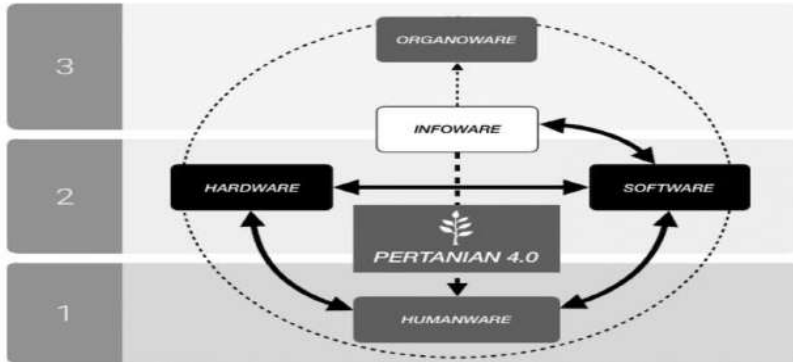 3
ORGANOWARE
INFOWARE
2
HARDWARE
SOFTWARE
PERTANIAN 4.0
1
HUMANWARE